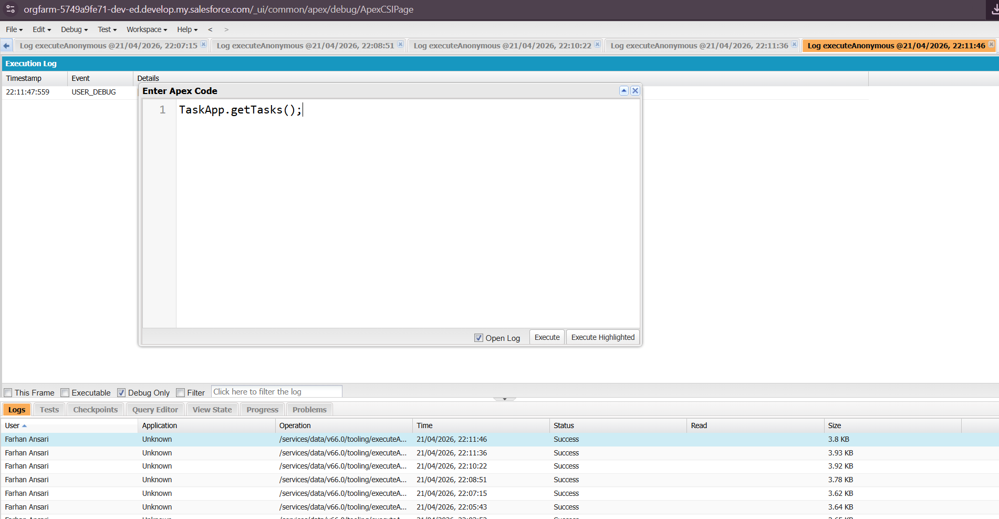 orgfarm-5749a9fe71-dev-ed.develop.my.salesforce.com/_ui/common/apex/debug/ApexCSIPage
File Edit Debug Test Workspace Help < >
Log executeAnonymous @21/04/2026, 22:07:15 Log executeAnonymous @21/04/2026, 22:08:51 Log executeAnonymous @21/04/2026, 22:10:22 Log executeAnonymous @21/04/2026, 22:11:36 Log executeAnonymous @21/04/2026, 22:11:46
Execution Log
Timestamp Event Details
22:11:47:559 USER_DEBUG
Enter Apex Code
1 TaskApp.getTasks();
Open Log Execute Execute Highlighted
This Frame Executable Debug Only Filter Click here to filter the log
Logs Tests Checkpoints Query Editor View State Progress Problems
User Application Operation Time Status Read Size
Farhan Ansari Unknown /services/data/v66.0/tooling/executeA... 21/04/2026, 22:11:46 Success 3.8 KB
Farhan Ansari Unknown /services/data/v66.0/tooling/executeA... 21/04/2026, 22:11:36 Success 3.93 KB
Farhan Ansari Unknown /services/data/v66.0/tooling/executeA... 21/04/2026, 22:10:22 Success 3.92 KB
Farhan Ansari Unknown /services/data/v66.0/tooling/executeA... 21/04/2026, 22:08:51 Success 3.78 KB
Farhan Ansari Unknown /services/data/v66.0/tooling/executeA... 21/04/2026, 22:07:15 Success 3.62 KB
Farhan Ansari Unknown /services/data/v66.0/tooling/executeA... 21/04/2026, 22:05:43 Success 3.64 KB